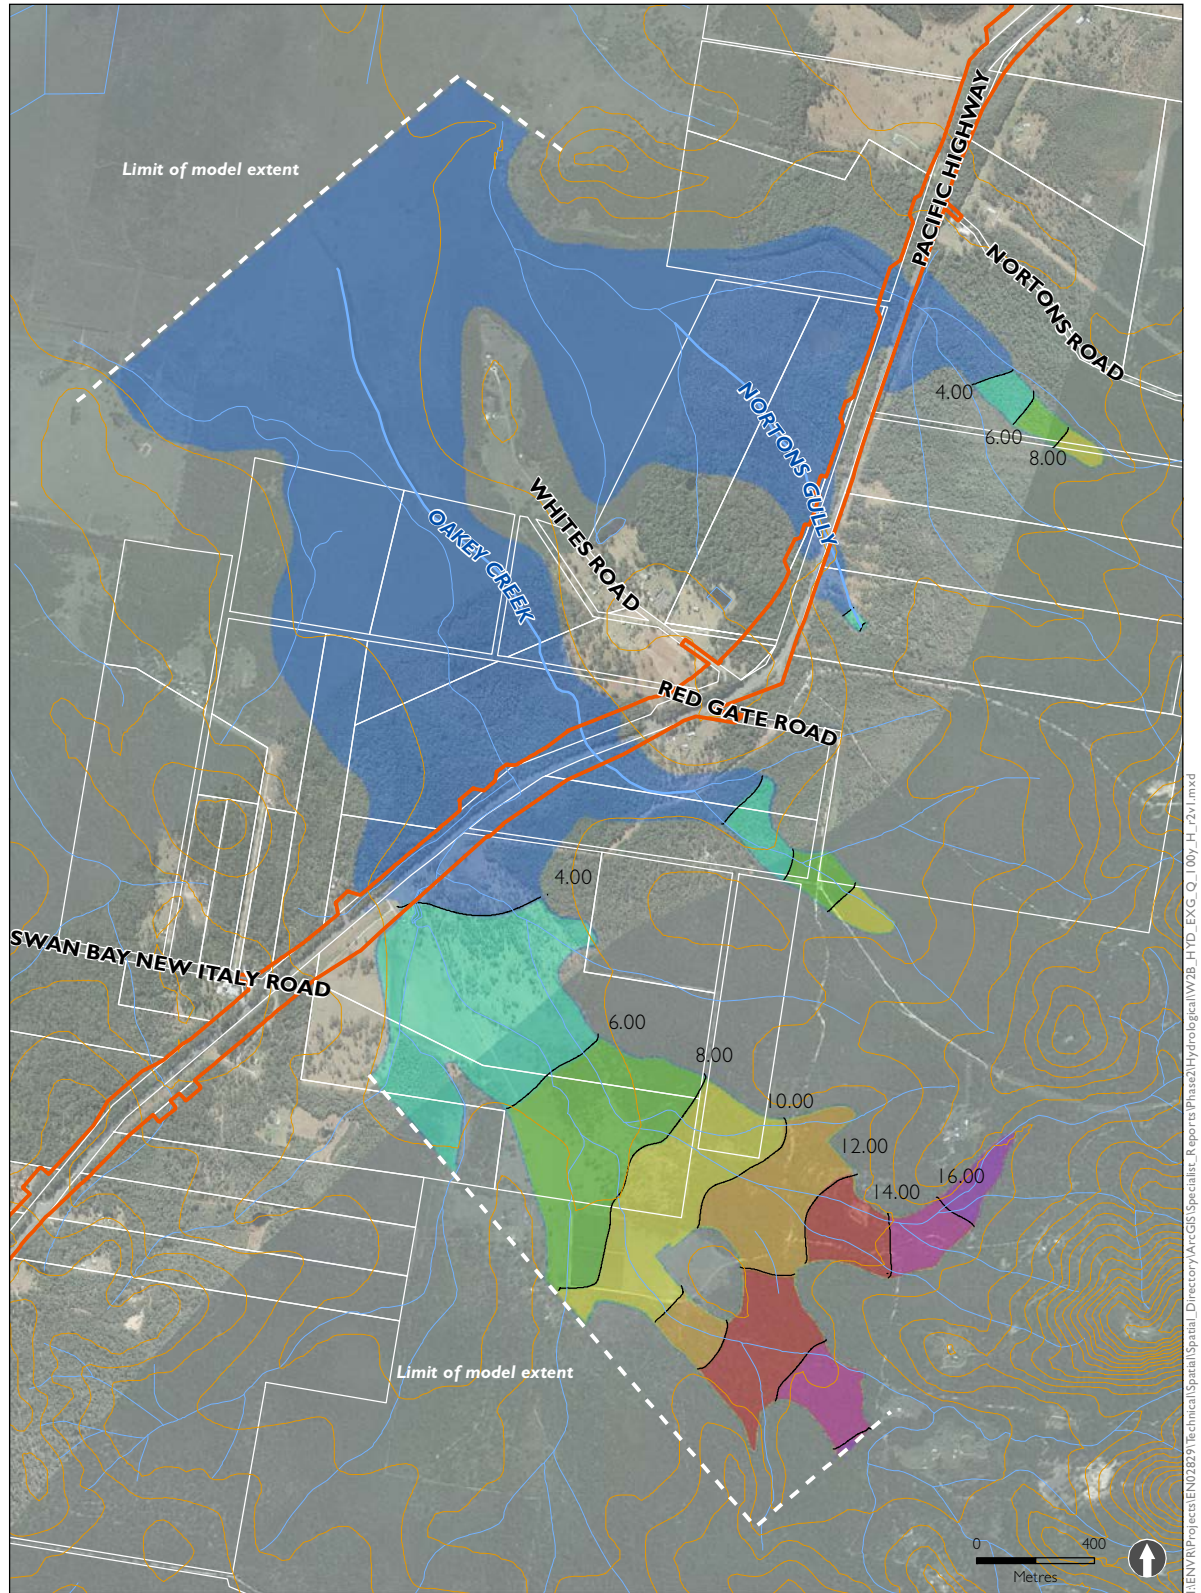 PACIFIC HIGHWAY
Limit of model extent
NORTONS ROAD
4.00
6.00
8.00
NORTONS GULLY
WHITES ROAD
OAKEY CREEK
RED GATE ROAD
4.00
SWAN BAY NEW ITALY ROAD
6.00
8.00
10.00
12.00
14.00
16.00
Limit of model extent
0 400
Metres